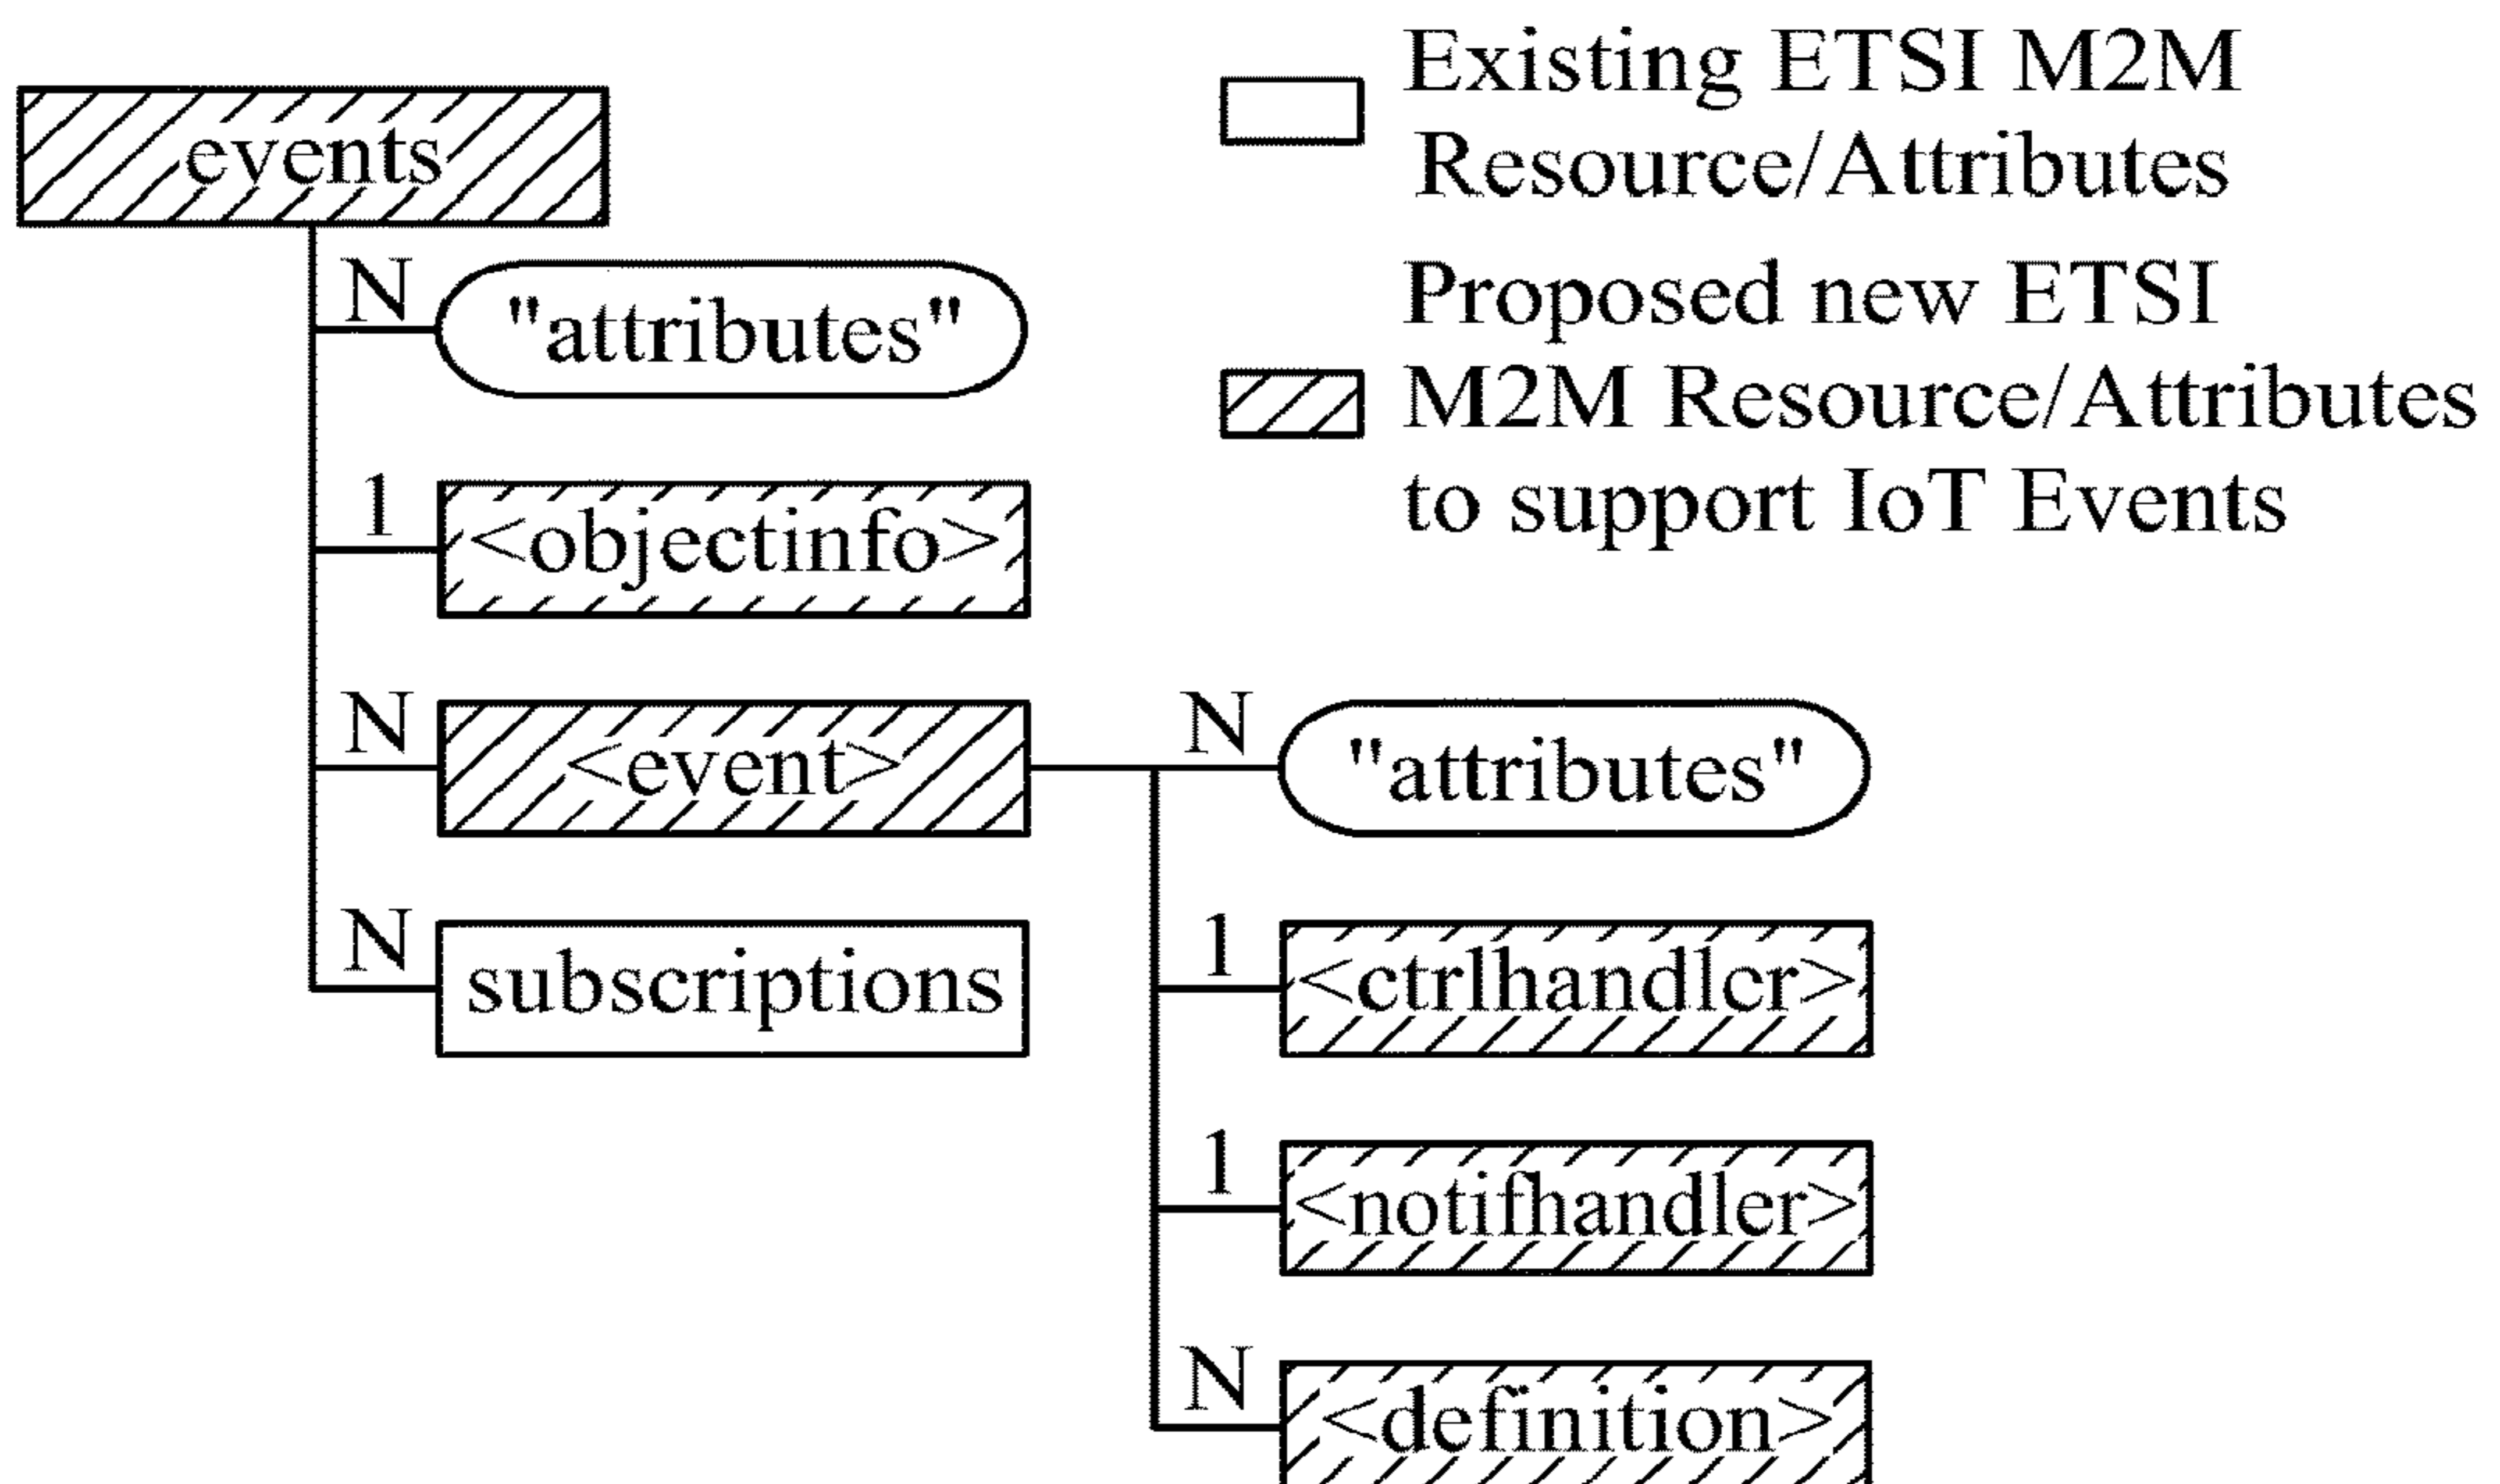 Existing ETSI M2M
Resource/Attributes
Proposed new ETSI
M2M Resource/Attributes
to support IoT Events
events
N
"attributes"
1
<objectinfo>
N
<event>
N
subscriptions
N
"attributes"
1
<ctrlhandlcr>
1
<notifhandler>
N
<definition>